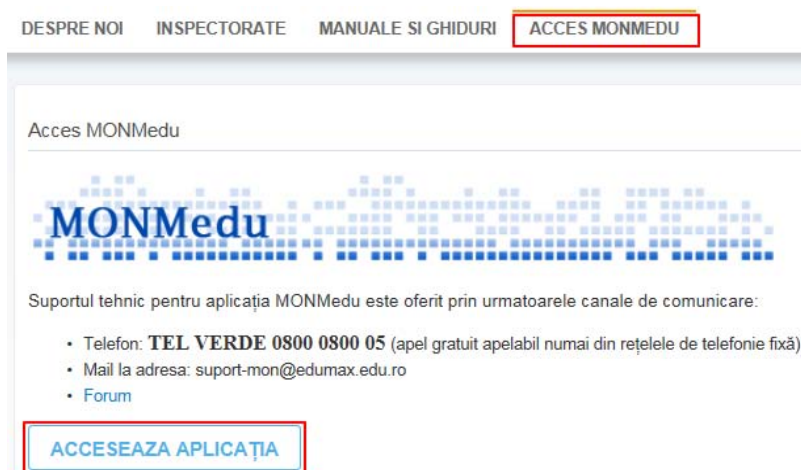 DESPRE NOI INSPECTORATE MANUALE SI GHIDURI ACCES MONMEDU
Acces MONMedu
MONMedu
Suportul tehnic pentru aplicația MONMedu este oferit prin urmatoarele canale de comunicare:
• Telefon: TEL VERDE 0800 0800 05 (apel gratuit apelabil numai din rețelele de telefonie fixă)
• Mail la adresa: suport-mon@edumax.edu.ro
• Forum
ACCESEAZA APLICAȚIA